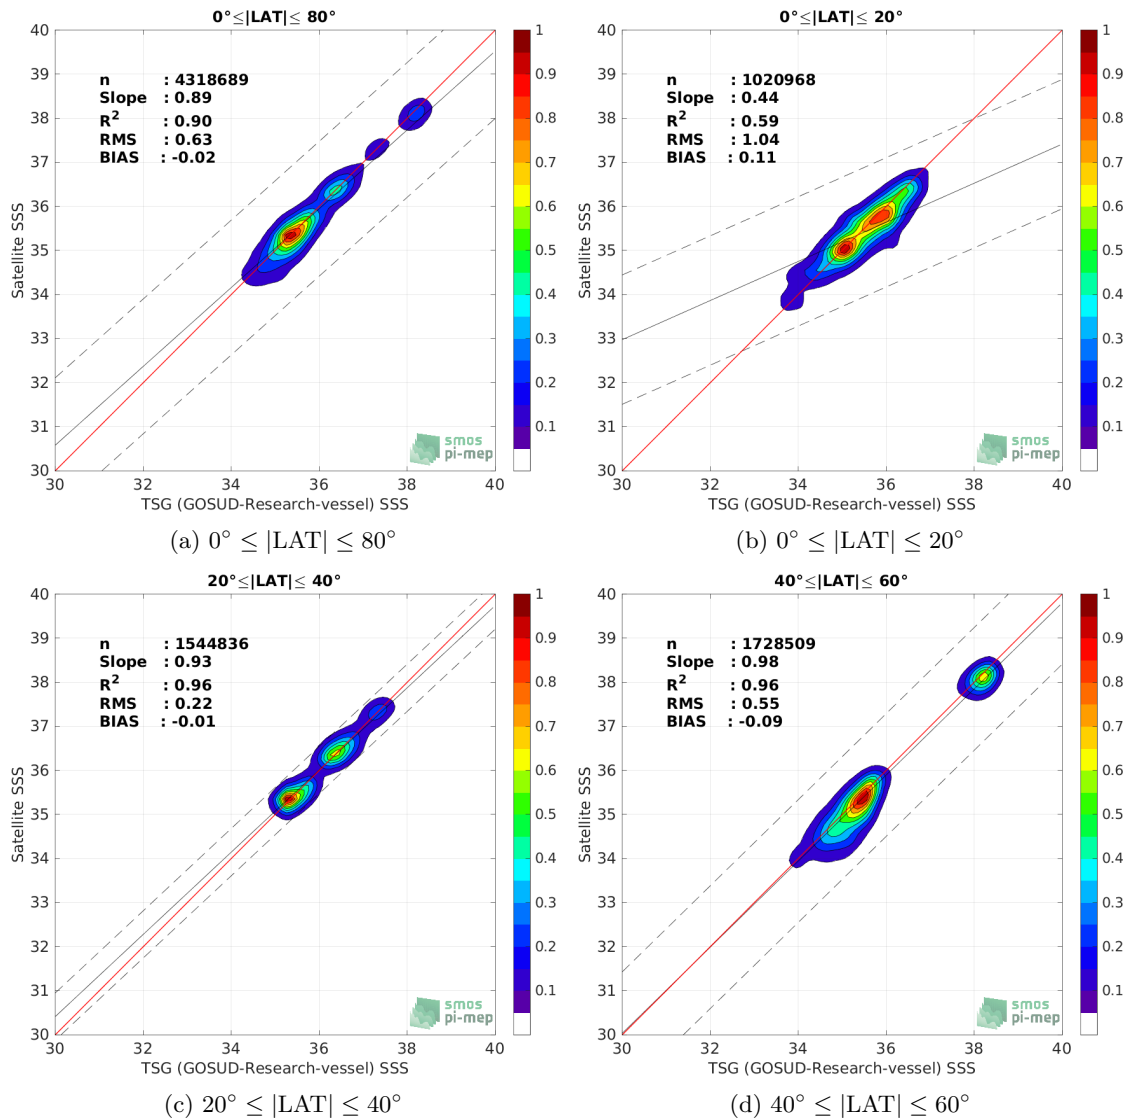 0°≤|LAT|≤ 80°
n : 4318689
Slope : 0.89
R² : 0.90
RMS : 0.63
BIAS : -0.02
Satellite SSS
40
39
38
37
36
35
34
33
32
31
30
30 32 34 36 38 40
TSG (GOSUD-Research-vessel) SSS
1
0.9
0.8
0.7
0.6
0.5
0.4
0.3
0.2
0.1
smos
pi-mep
(a) 0° ≤ |LAT| ≤ 80°
0°≤|LAT|≤ 20°
n : 1020968
Slope : 0.44
R² : 0.59
RMS : 1.04
BIAS : 0.11
Satellite SSS
40
39
38
37
36
35
34
33
32
31
30
30 32 34 36 38 40
TSG (GOSUD-Research-vessel) SSS
1
0.9
0.8
0.7
0.6
0.5
0.4
0.3
0.2
0.1
smos
pi-mep
(b) 0° ≤ |LAT| ≤ 20°
20°≤|LAT|≤ 40°
n : 1544836
Slope : 0.93
R² : 0.96
RMS : 0.22
BIAS : -0.01
Satellite SSS
40
39
38
37
36
35
34
33
32
31
30
30 32 34 36 38 40
TSG (GOSUD-Research-vessel) SSS
1
0.9
0.8
0.7
0.6
0.5
0.4
0.3
0.2
0.1
smos
pi-mep
(c) 20° ≤ |LAT| ≤ 40°
40°≤|LAT|≤ 60°
n : 1728509
Slope : 0.98
R² : 0.96
RMS : 0.55
BIAS : -0.09
Satellite SSS
40
39
38
37
36
35
34
33
32
31
30
30 32 34 36 38 40
TSG (GOSUD-Research-vessel) SSS
1
0.9
0.8
0.7
0.6
0.5
0.4
0.3
0.2
0.1
smos
pi-mep
(d) 40° ≤ |LAT| ≤ 60°